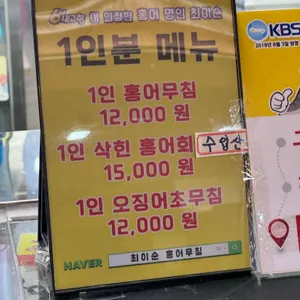 이 인정한 홍어 명인 최이순
1인분 메뉴
1인 홍어무침
12,000 원
1인 삭힌 홍어회 수입산
15,000 원
1인 오징어초무침
12,000 원
NAVER 최이순 홍어무침
KBS